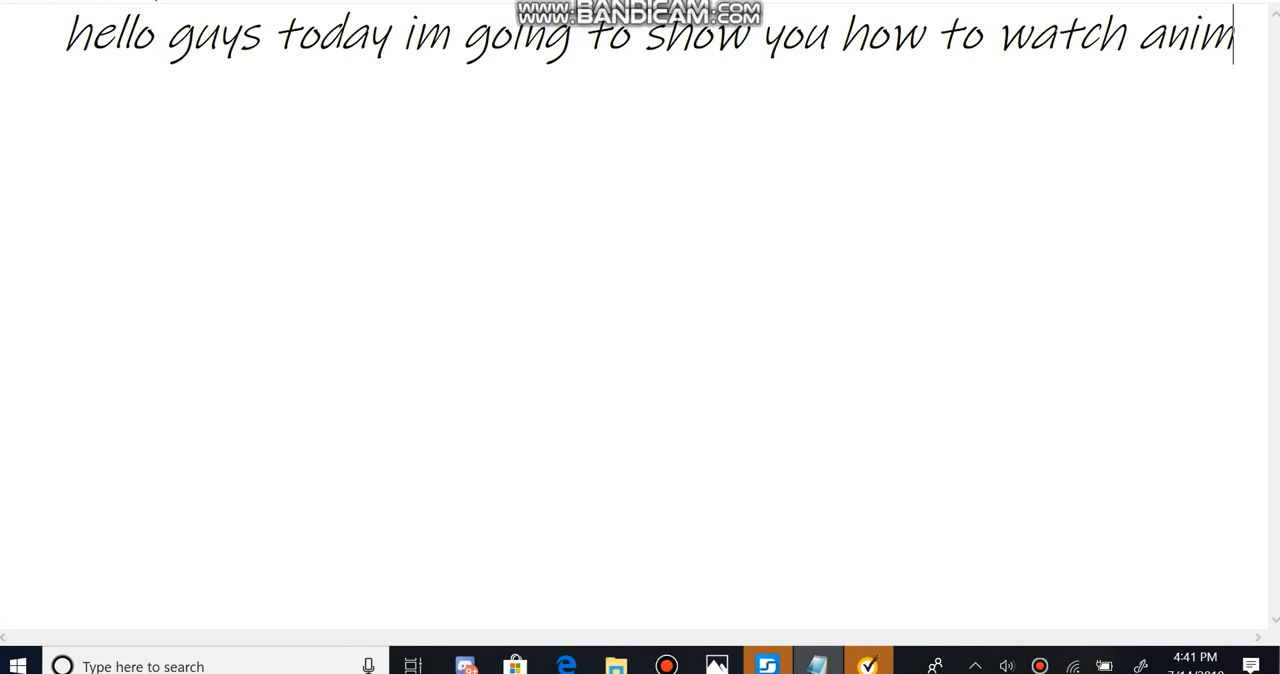 www.BANDICAM.com
hello guys today im going to show you how to watch anim
Type here to search
4:41 PM